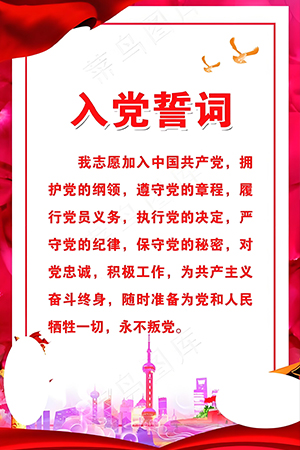 入党誓词
我志愿加入中国共产党，拥
护党的纲领，遵守党的章程，履
行党员义务，执行党的决定，严
守党的纪律，保守党的秘密，对
党忠诚，积极工作，为共产主义
奋斗终身，随时准备为党和人民
牺牲一切，永不叛党。